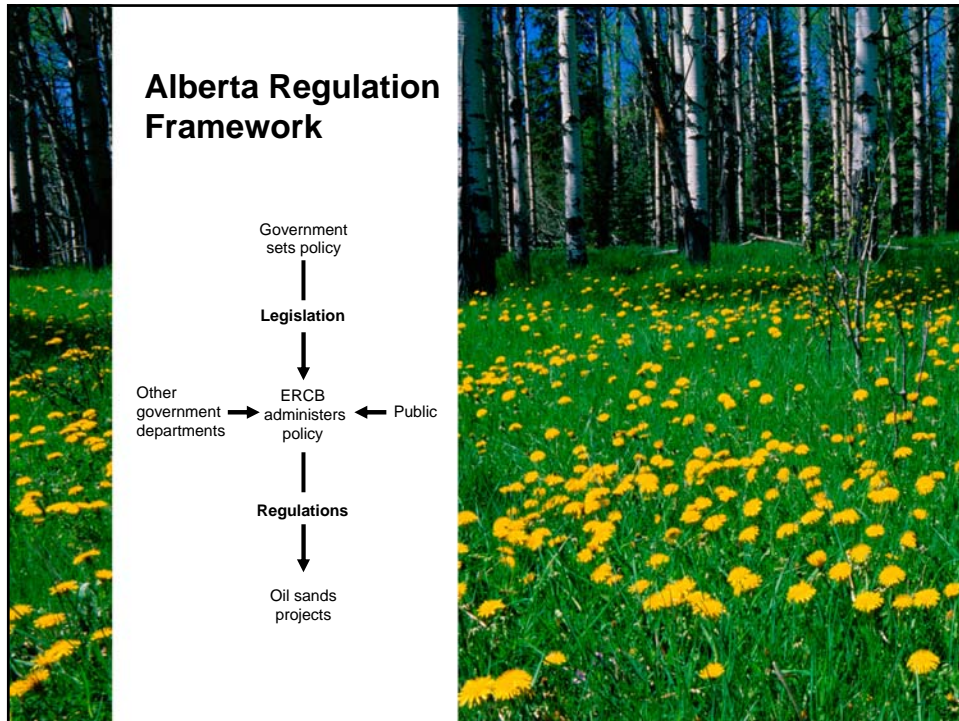 Alberta Regulation
Framework
Government
sets policy
Legislation
Other
government
departments
ERCB
administers
policy
Public
Regulations
Oil sands
projects